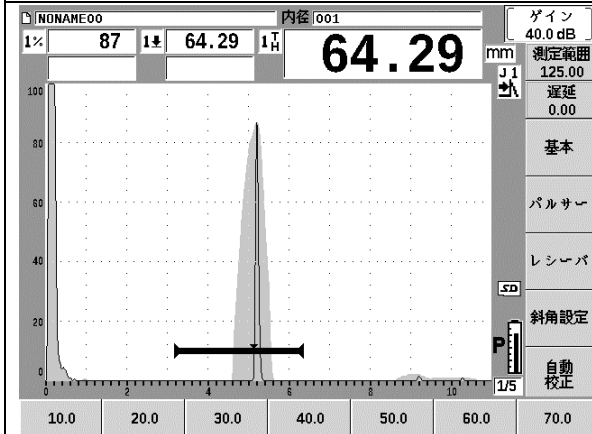 NONAME00
内径 001
ゲイン
40.0 dB
1% 87
1 64.29
1 TH 64.29 mm
測定範囲
125.00
J 1
遅延
0.00
基本
パルサー
レシーバ
斜角設定
自動
校正
100
80
60
40
20
0
0 2 4 6 8 10
SD
P
1/5
10.0 20.0 30.0 40.0 50.0 60.0 70.0